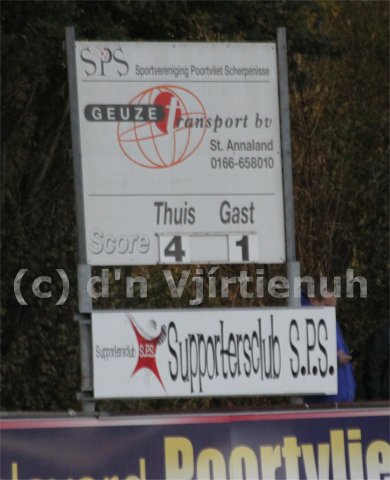 SPS Sportvereniging Poortvliet Scherpenisse
GEUZE transport bv
St. Annaland
0166-658010
Thuis Gast
Score 4 1
(c) d'n Vjírtienuh
Supportersclub S.P.S. Supportersclub S.P.S.
Poortvlie